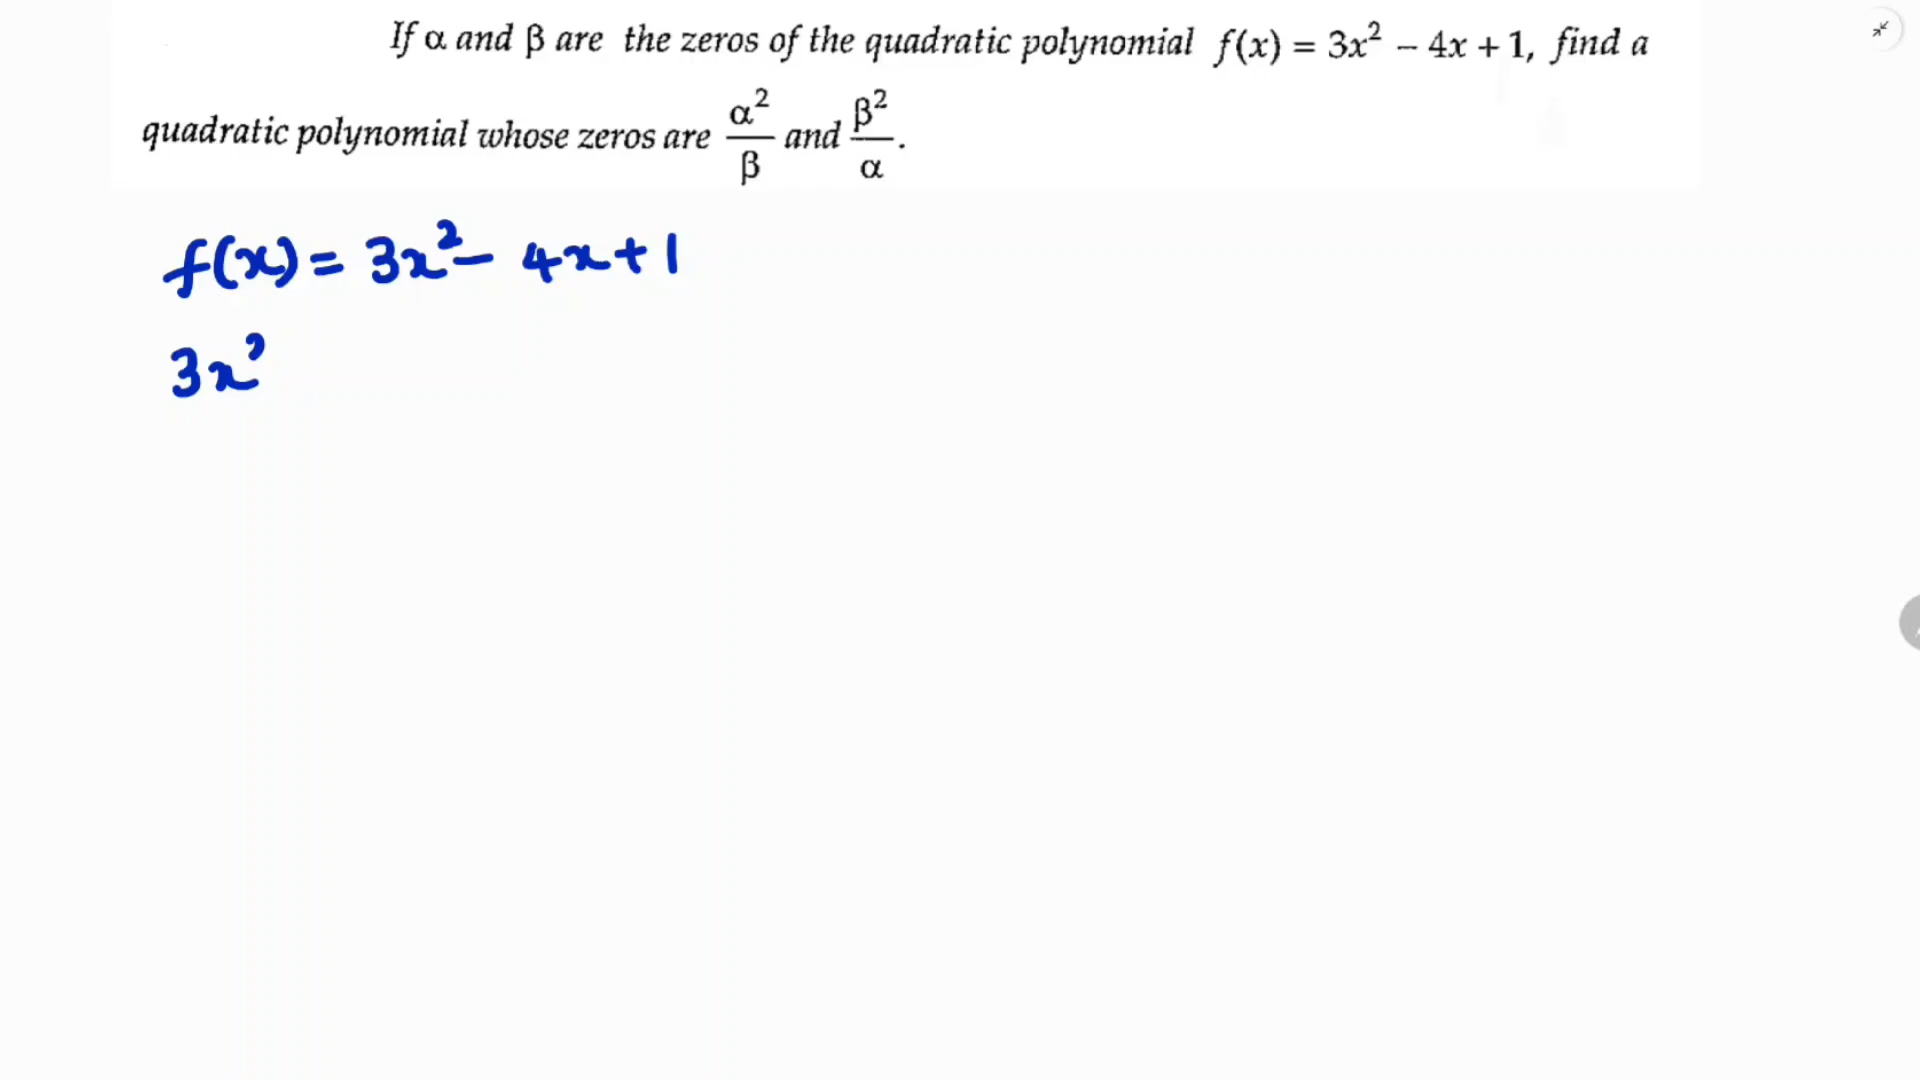 If α and β are the zeros of the quadratic polynomial f(x) = 3x² – 4x + 1, find a
quadratic polynomial whose zeros are α²/β and β²/α.
f(x) = 3x² – 4x + 1
3x²